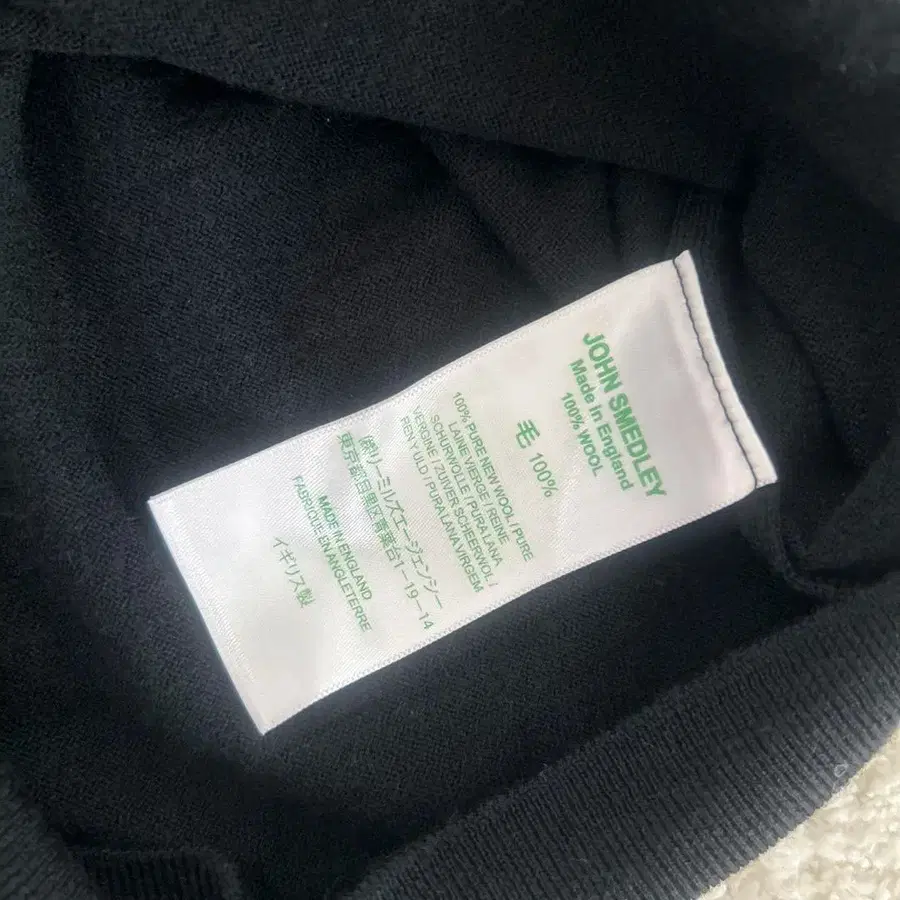 JOHN SMEDLEY
Made in England
100% WOOL
毛 100%
100% PURE NEW WOOL / PURE
LAINE VIERGE / REINE
SCHURWOLLE / PURA LANA
VERGINE / ZUIVER SCHEERWOL /
REN Y ULD / PURA LANA VIRGEM
㈱リーミルズエージェンシー
東京都目黒区青葉台1-19-14
MADE IN ENGLAND
FABRIQUE EN ANGLETERRE
イギリス製